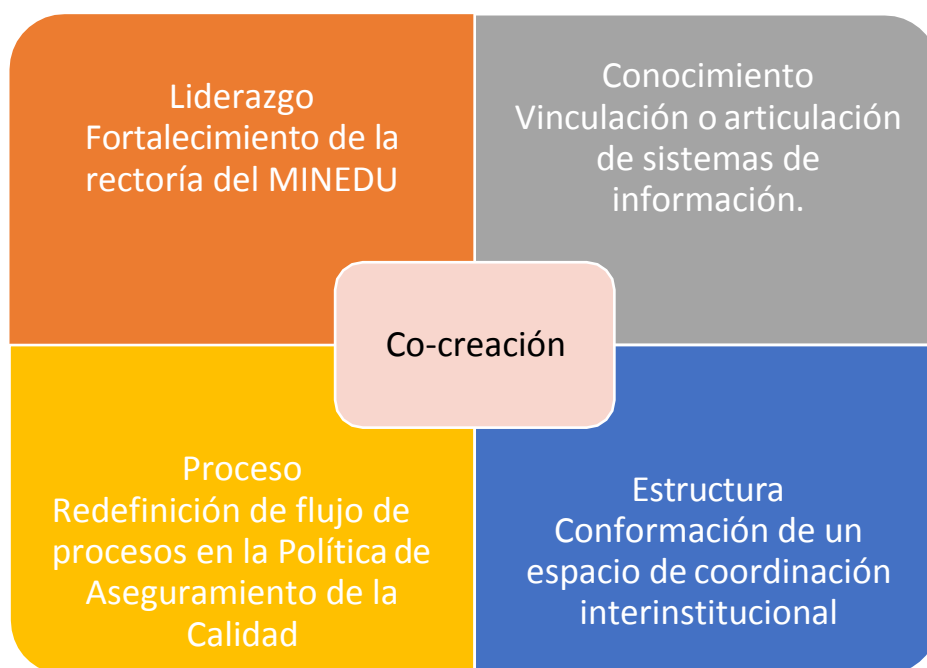 Liderazgo
Fortalecimiento de la
rectoría del MINEDU
Conocimiento
Vinculación o articulación
de sistemas de
información.
Co-creación
Proceso
Redefinición de flujo de
procesos en la Política de
Aseguramiento de la
Calidad
Estructura
Conformación de un
espacio de coordinación
interinstitucional